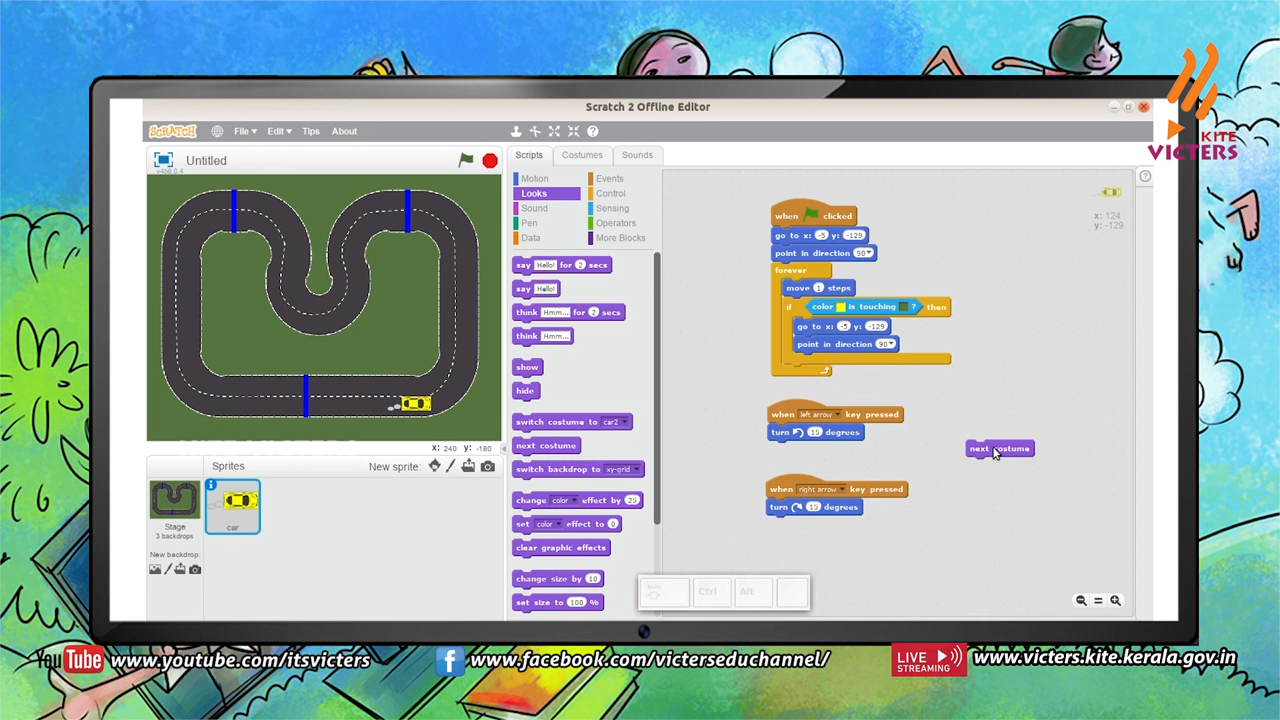 Scratch 2 Offline Editor
SCRATCH File Edit Tips About
KITE
VICTERS
Untitled
v456.0.4
Scripts Costumes Sounds
Motion Events
Looks Control
Sound Sensing
Pen Operators
Data More Blocks
say Hello! for 2 secs
say Hello!
think Hmm... for 2 secs
think Hmm...
show
hide
switch costume to car2
next costume
switch backdrop to xy-grid
change color effect by 25
set color effect to 0
clear graphic effects
change size by 10
set size to 100 %
x: 124
y: -129
when clicked
go to x: -5 y: -129
point in direction 90
forever
move 1 steps
if color is touching ? then
go to x: -5 y: -129
point in direction 90
when left arrow key pressed
turn 15 degrees
next costume
when right arrow key pressed
turn 15 degrees
x: 240 y: -180
Sprites New sprite:
Stage
3 backdrops
New backdrop:
car
Ctrl Alt
YouTube www.youtube.com/itsvicters
f www.facebook.com/victerseduchannel/
LIVE
STREAMING
www.victers.kite.kerala.gov.in